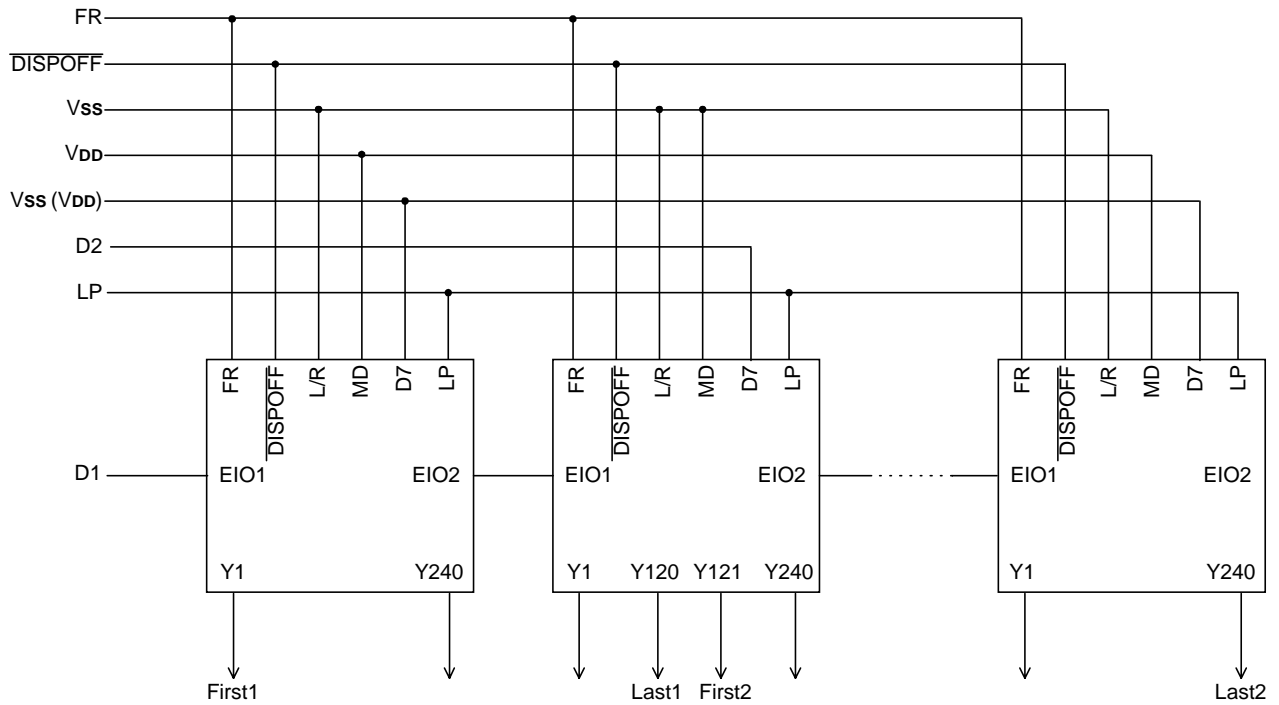 FR
DISPOFF
VSS
VDD
VSS (VDD)
D2
LP
FR DISPOFF L/R MD D7 LP
FR DISPOFF L/R MD D7 LP
FR DISPOFF L/R MD D7 LP
D1
EIO1 EIO2
EIO1 EIO2
EIO1 EIO2
Y1 Y240
Y1 Y120 Y121 Y240
Y1 Y240
First1
Last1 First2
Last2